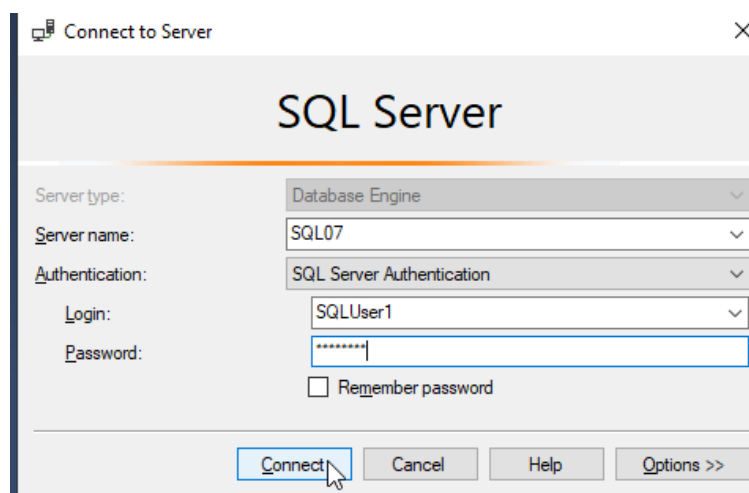 Connect to Server
SQL Server
Server type: Database Engine
Server name: SQL07
Authentication: SQL Server Authentication
Login: SQLUser1
Password: ********
Remember password
Connect Cancel Help Options >>